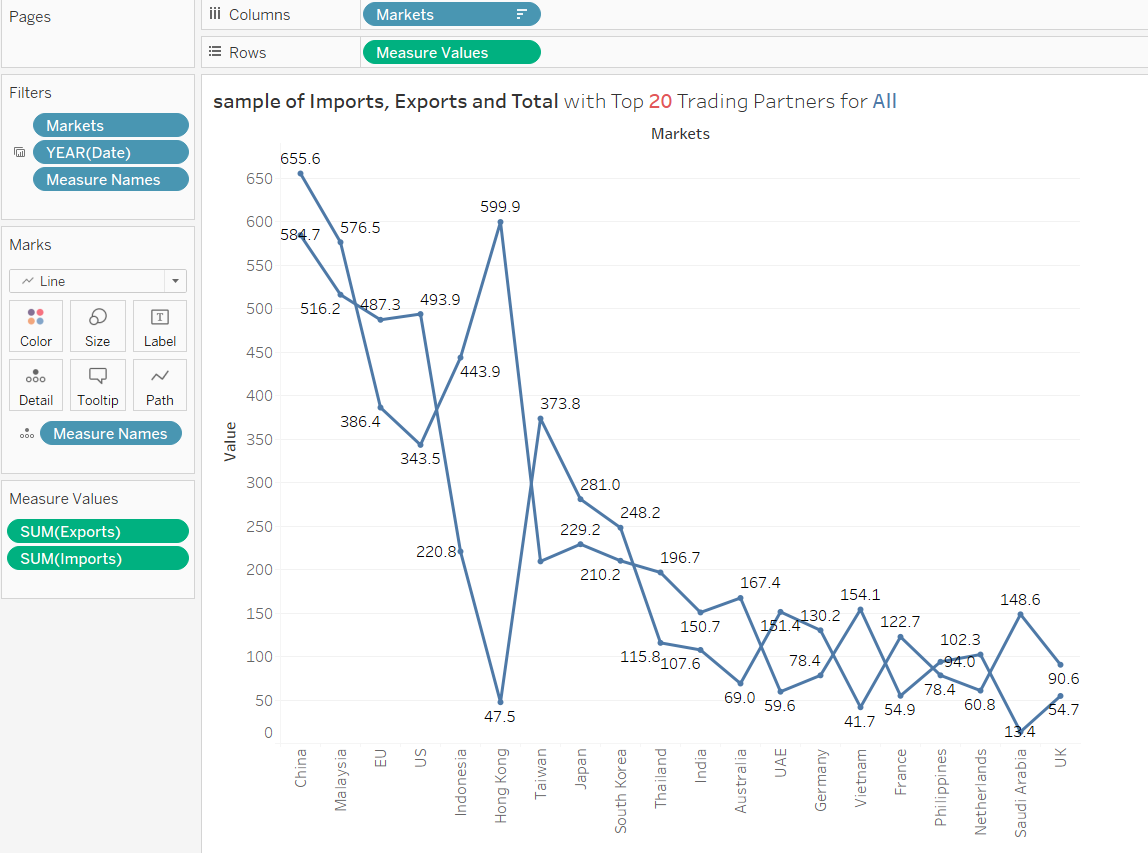 Pages
Columns
Markets
Rows
Measure Values
Filters
Markets
YEAR(Date)
Measure Names
Marks
Line
Color
Size
Label
Detail
Tooltip
Path
Measure Names
Measure Values
SUM(Exports)
SUM(Imports)
sample of Imports, Exports and Total with Top 20 Trading Partners for All
Markets
Value
650
600
550
500
450
400
350
300
250
200
150
100
50
0
655.6
584.7
576.5
516.2
487.3
386.4
493.9
343.5
443.9
220.8
599.9
47.5
373.8
281.0
229.2
248.2
210.2
196.7
115.8
150.7
107.6
167.4
69.0
151.4
59.6
130.2
78.4
154.1
41.7
122.7
54.9
94.0
78.4
102.3
60.8
148.6
13.4
90.6
54.7
China
Malaysia
EU
US
Indonesia
Hong Kong
Taiwan
Japan
South Korea
Thailand
India
Australia
UAE
Germany
Vietnam
France
Philippines
Netherlands
Saudi Arabia
UK